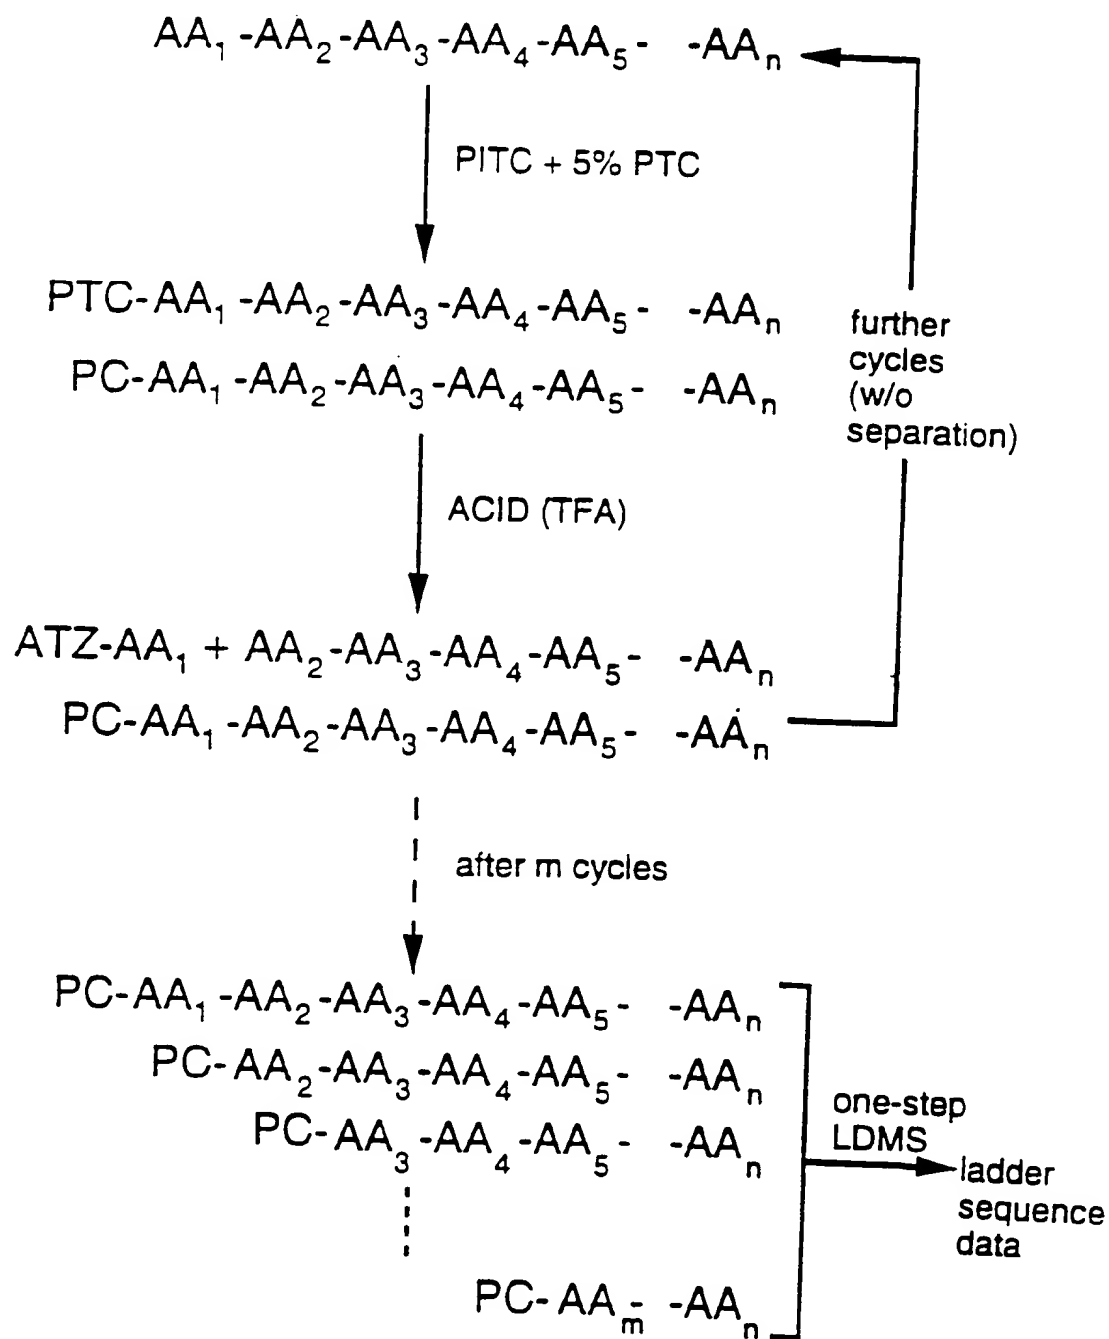 AA₁ -AA₂-AA₃-AA₄-AA₅- -AAₙ
PITC + 5% PTC
PTC-AA₁ -AA₂-AA₃-AA₄-AA₅- -AAₙ
PC-AA₁ -AA₂-AA₃-AA₄-AA₅- -AAₙ
further
cycles
(w/o
separation)
ACID (TFA)
ATZ-AA₁ + AA₂-AA₃-AA₄-AA₅- -AAₙ
PC-AA₁ -AA₂-AA₃-AA₄-AA₅- -AAₙ
after m cycles
PC-AA₁ -AA₂-AA₃-AA₄-AA₅- -AAₙ
PC-AA₂-AA₃-AA₄-AA₅- -AAₙ
PC-AA₃ -AA₄-AA₅- -AAₙ
PC- AAₘ- -AAₙ
one-step
LDMS
ladder
sequence
data